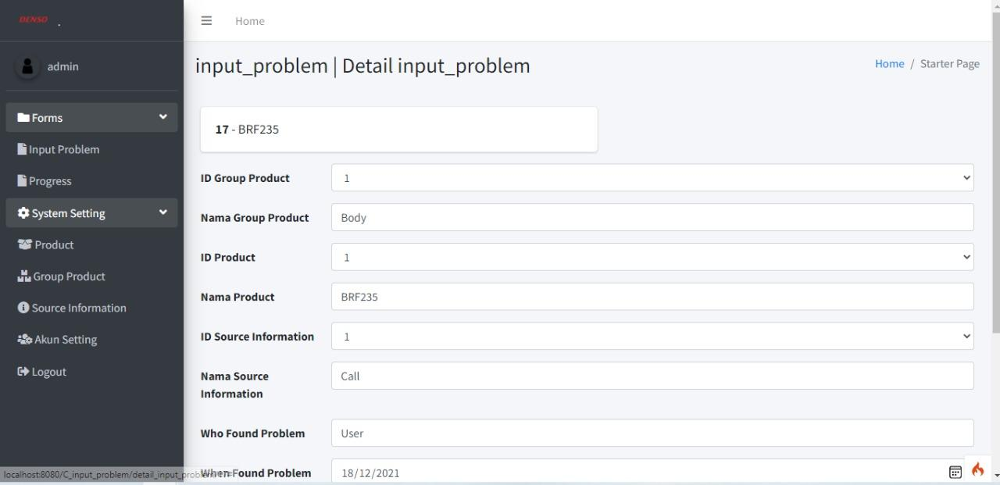 DENSO .
Home
admin
input_problem | Detail input_problem
Home / Starter Page
Forms
Input Problem
Progress
System Setting
Product
Group Product
Source Information
Akun Setting
Logout
17 - BRF235
ID Group Product 1
Nama Group Product Body
ID Product 1
Nama Product BRF235
ID Source Information 1
Nama Source
Information
Call
Who Found Problem User
When Found Problem 18/12/2021
localhost:8080/C_input_problem/detail_input_problem/17#